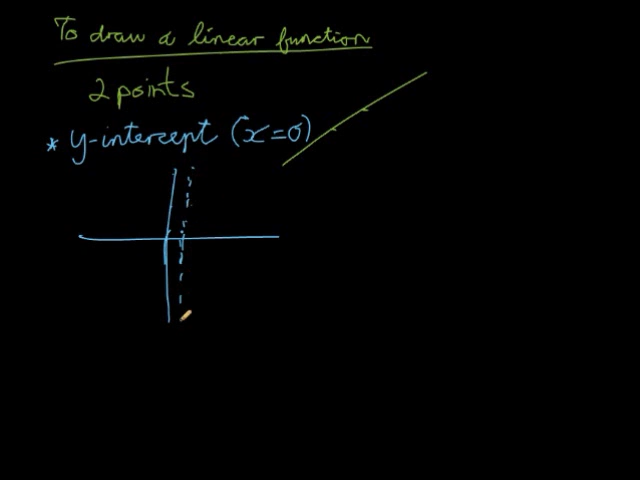 To draw a linear function
2 points
* y-intercept (x=0)